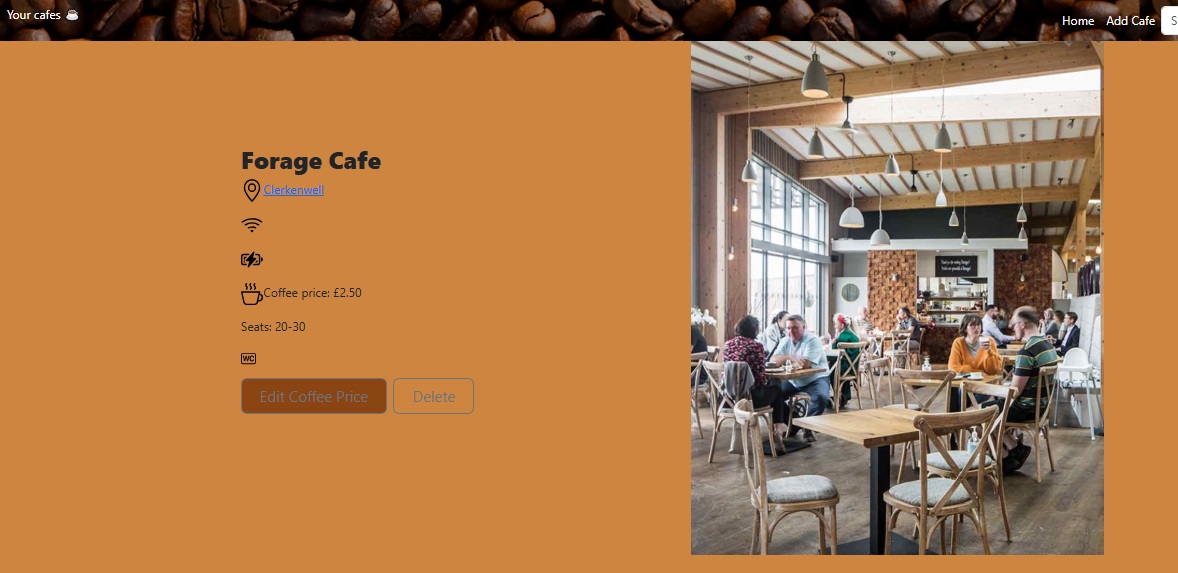 Your cafes ☕
Home Add Cafe S
Forage Cafe
Clerkenwell
Coffee price: £2.50
Seats: 20-30
WC
Edit Coffee Price Delete